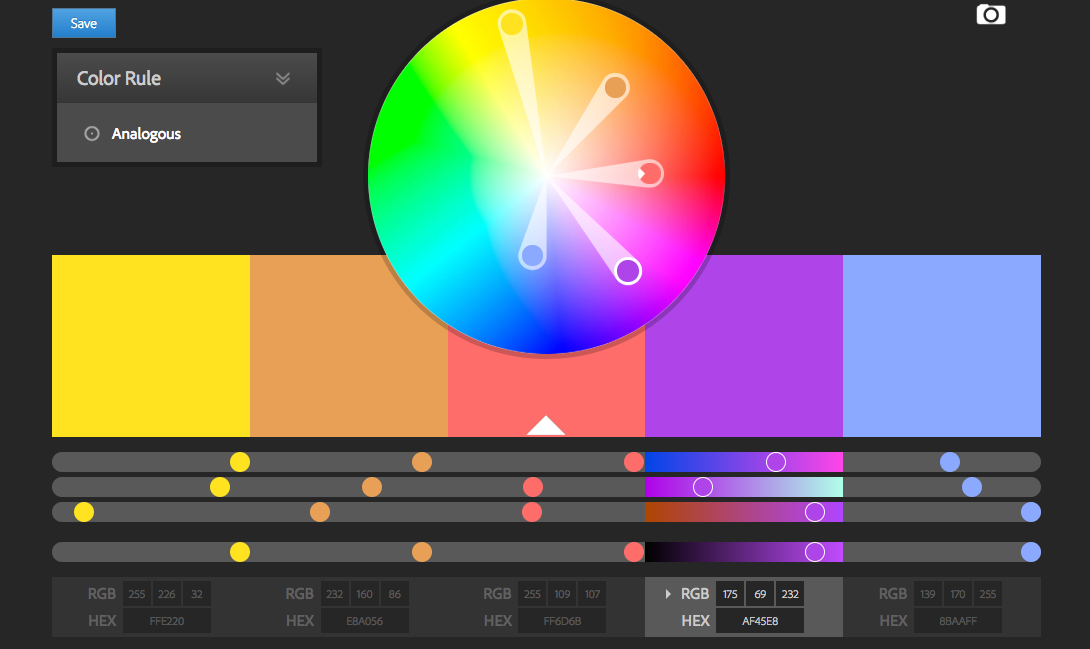 Save
Color Rule
Analogous
RGB 255 226 32 RGB 232 160 86 RGB 255 109 107 RGB 175 69 232 RGB 139 170 255
HEX FFE220 HEX E8A056 HEX FF6D6B HEX AF45E8 HEX 8BAAFF